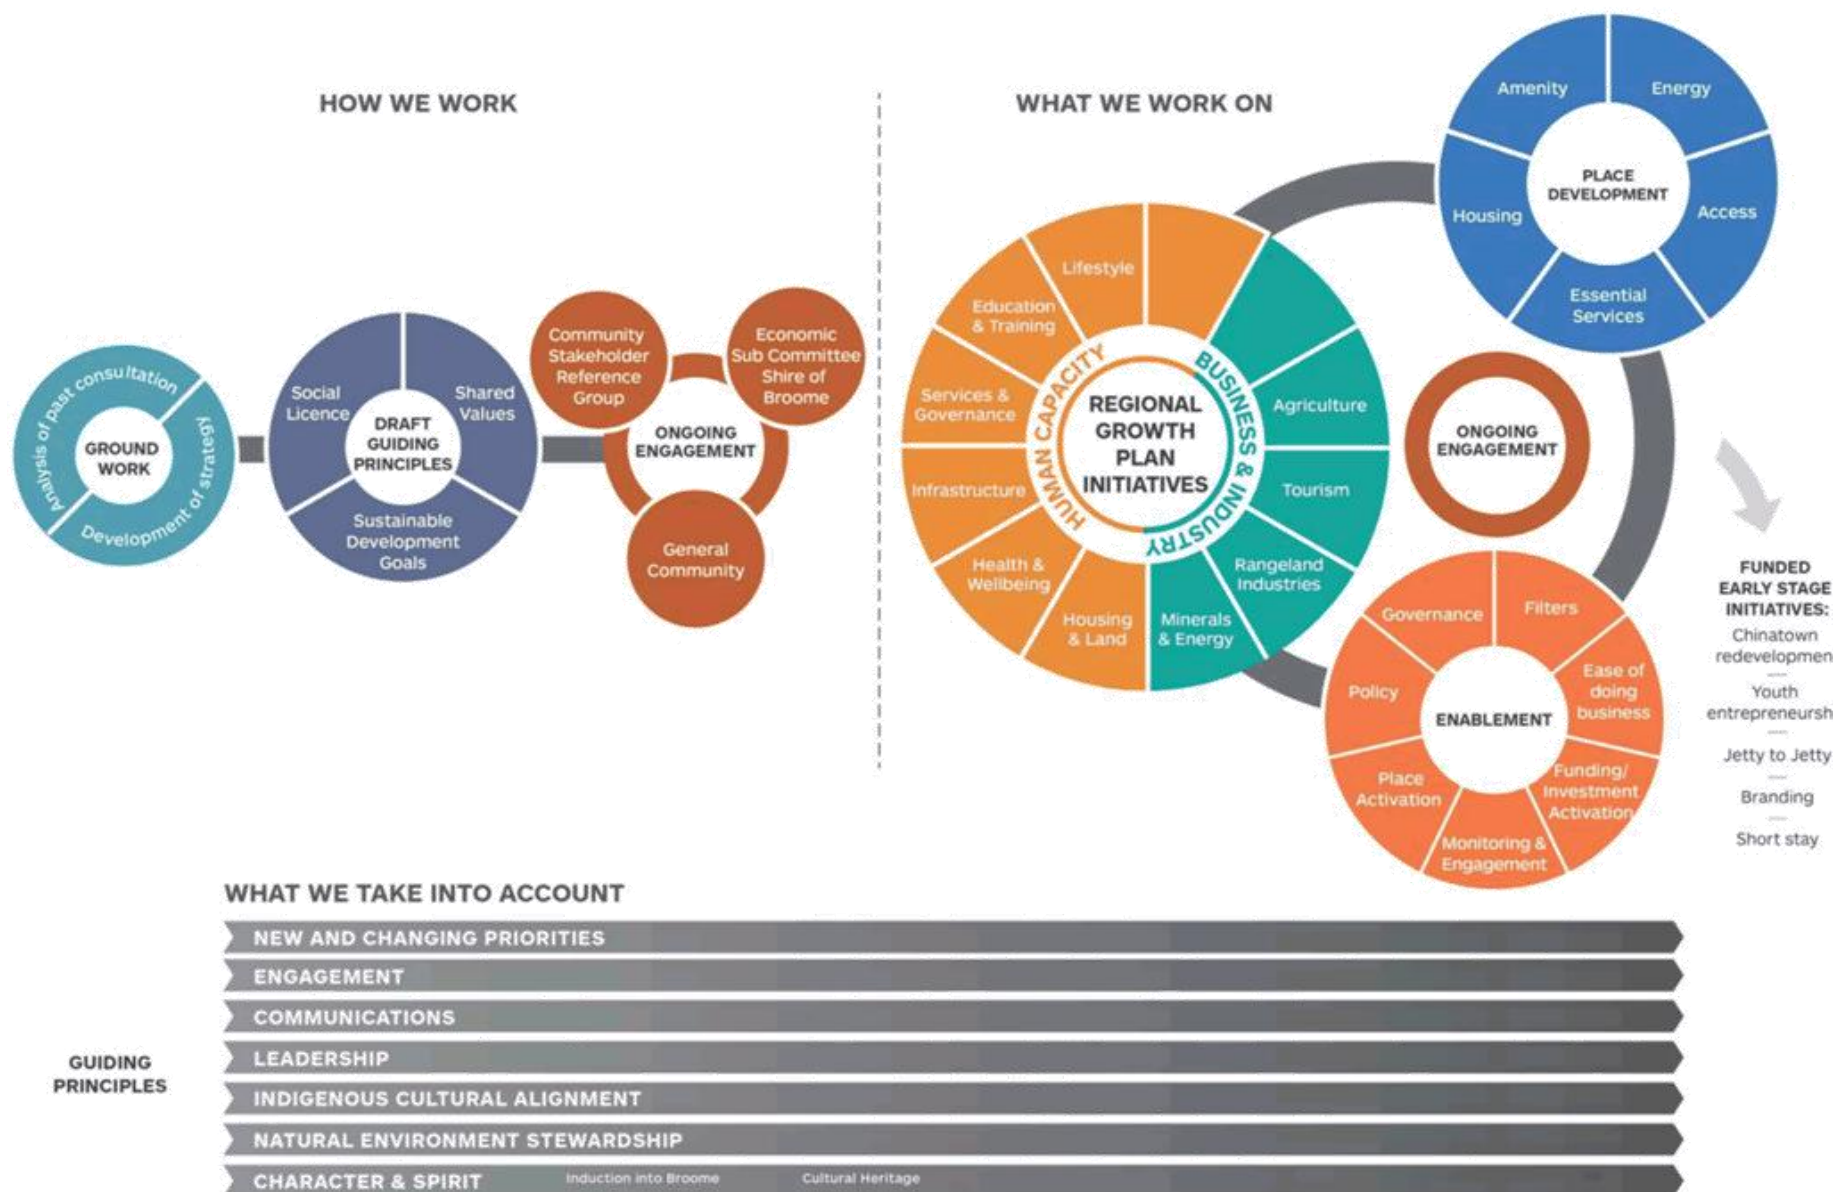 HOW WE WORK
Analysis of past consultation
Development of strategy
GROUND
WORK
Social
Licence
Shared
Values
DRAFT
GUIDING
PRINCIPLES
Sustainable
Development
Goals
Community
Stakeholder
Reference
Group
Economic
Sub Committee
Shire of
Broome
ONGOING
ENGAGEMENT
General
Community
WHAT WE WORK ON
Lifestyle
Education
& Training
Services &
Governance
Infrastructure
Health &
Wellbeing
Housing
& Land
HUMAN CAPACITY
REGIONAL
GROWTH
PLAN
INITIATIVES
BUSINESS & INDUSTRY
Agriculture
Tourism
Rangeland
Industries
Minerals
& Energy
Amenity
Energy
Housing
PLACE
DEVELOPMENT
Access
Essential
Services
ONGOING
ENGAGEMENT
Governance
Filters
Policy
Ease of
doing
business
ENABLEMENT
Place
Activation
Funding/
Investment
Activation
Monitoring &
Engagement
FUNDED
EARLY STAGE
INITIATIVES:
Chinatown
redevelopmen
Youth
entrepreneursh
Jetty to Jetty
Branding
Short stay
WHAT WE TAKE INTO ACCOUNT
GUIDING
PRINCIPLES
NEW AND CHANGING PRIORITIES
ENGAGEMENT
COMMUNICATIONS
LEADERSHIP
INDIGENOUS CULTURAL ALIGNMENT
NATURAL ENVIRONMENT STEWARDSHIP
CHARACTER & SPIRIT Induction into Broome Cultural Heritage